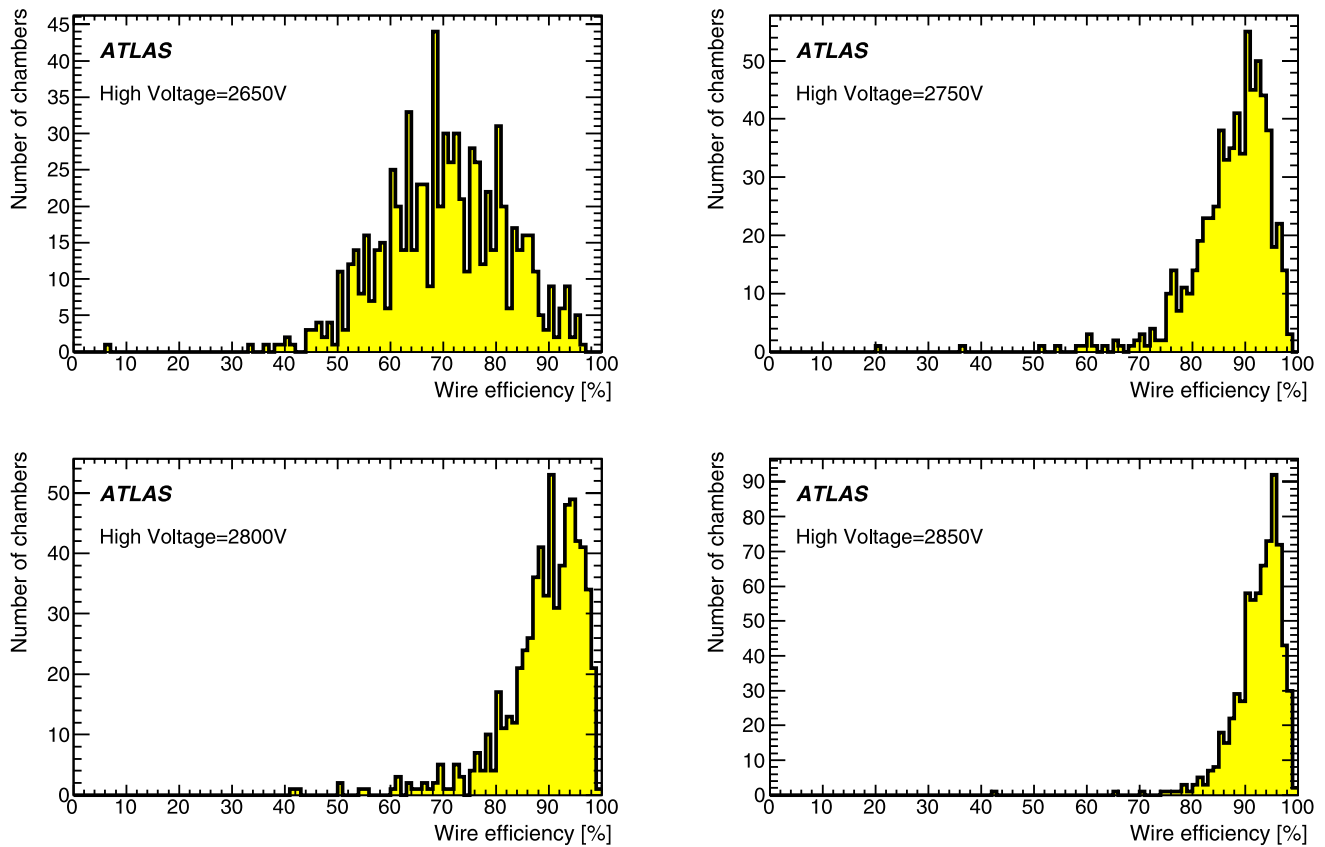 Number of chambers
45
40
35
30
25
20
15
10
5
0
ATLAS
High Voltage=2650V
0 10 20 30 40 50 60 70 80 90 100
Wire efficiency [%]
Number of chambers
50
40
30
20
10
0
ATLAS
High Voltage=2750V
0 10 20 30 40 50 60 70 80 90 100
Wire efficiency [%]
Number of chambers
50
40
30
20
10
0
ATLAS
High Voltage=2800V
0 10 20 30 40 50 60 70 80 90 100
Wire efficiency [%]
Number of chambers
90
80
70
60
50
40
30
20
10
0
ATLAS
High Voltage=2850V
0 10 20 30 40 50 60 70 80 90 100
Wire efficiency [%]